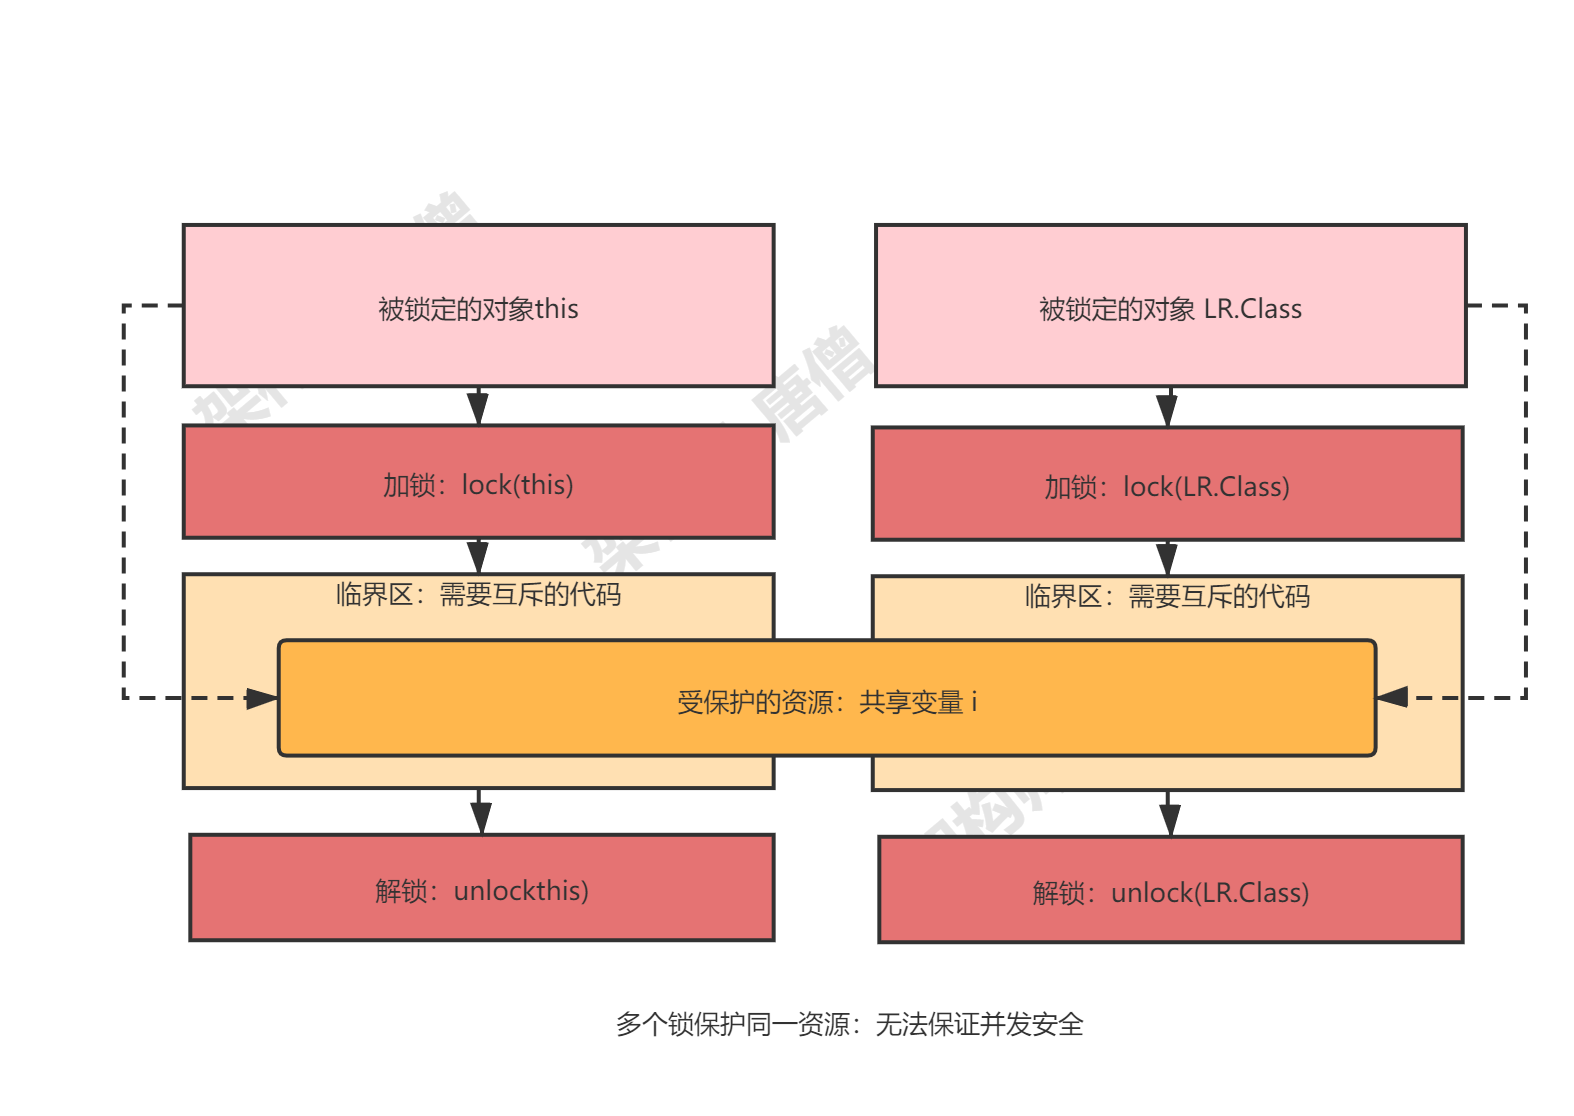 被锁定的对象this
被锁定的对象 LR.Class
加锁：lock(this)
加锁：lock(LR.Class)
临界区：需要互斥的代码
临界区：需要互斥的代码
受保护的资源：共享变量 i
解锁：unlockthis)
解锁：unlock(LR.Class)
多个锁保护同一资源：无法保证并发安全
唐僧